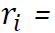 rᵢ =